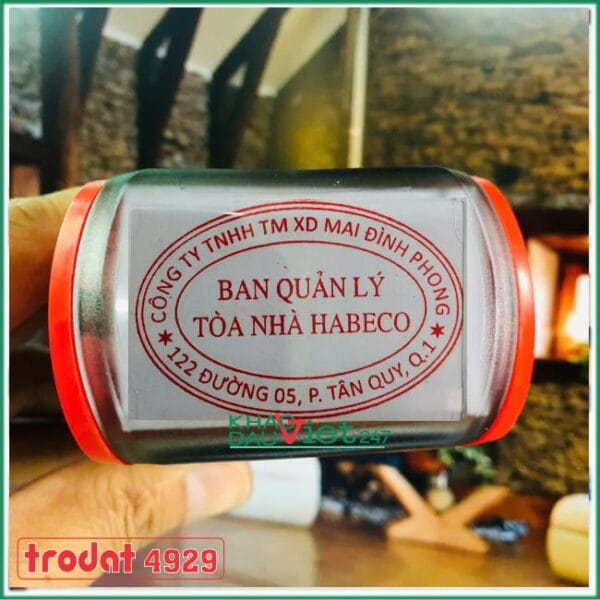 CÔNG TY TNHH TM XD MAI ĐÌNH PHONG
BAN QUẢN LÝ
TÒA NHÀ HABECO
122 ĐƯỜNG 05, P. TÂN QUY, Q.1
KHẮC
DẤU Việt 247
trodat 4929